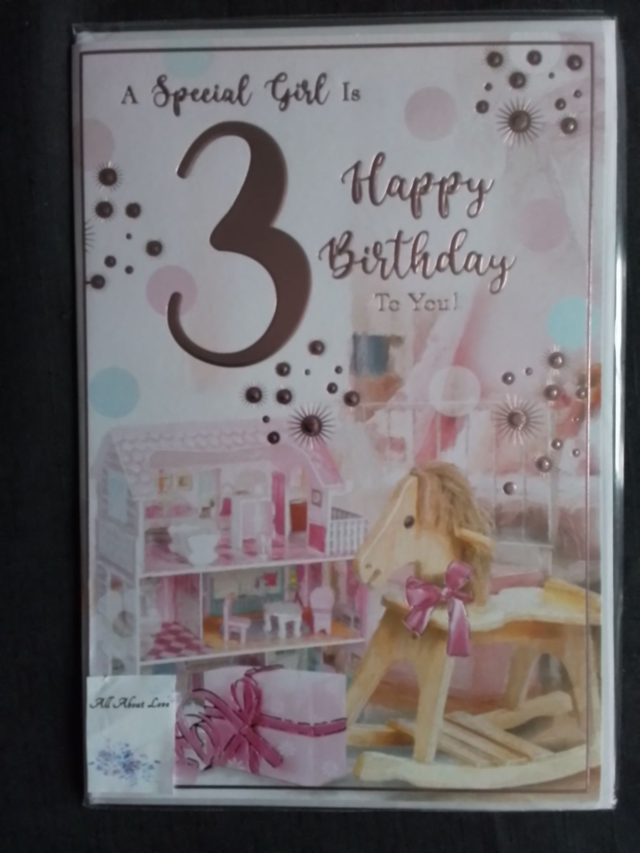 A Special Girl Is
3
Happy
Birthday
To You!
All About Love